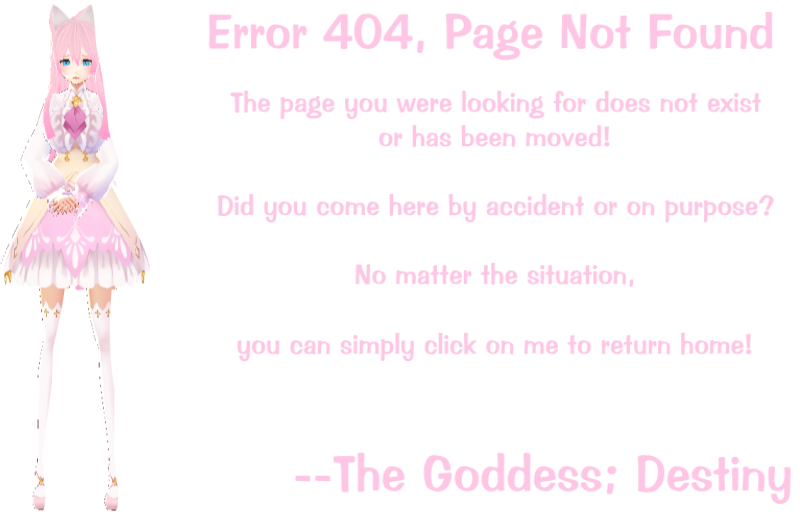 Error 404, Page Not Found
The page you were looking for does not exist
or has been moved!
Did you come here by accident or on purpose?
No matter the situation,
you can simply click on me to return home!
--The Goddess; Destiny